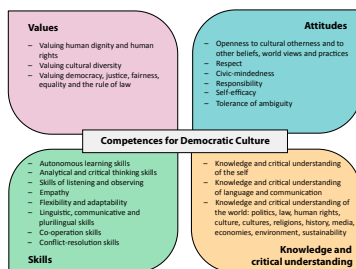 Values
– Valuing human dignity and human
rights
– Valuing cultural diversity
– Valuing democracy, justice, fairness,
equality and the rule of law
Attitudes
– Openness to cultural otherness and to
other beliefs, world views and practices
– Respect
– Civic-mindedness
– Responsibility
– Self-efficacy
– Tolerance of ambiguity
Competences for Democratic Culture
– Autonomous learning skills
– Analytical and critical thinking skills
– Skills of listening and observing
– Empathy
– Flexibility and adaptability
– Linguistic, communicative and
plurilingual skills
– Co-operation skills
– Conflict-resolution skills
Skills
– Knowledge and critical understanding
of the self
– Knowledge and critical understanding
of language and communication
– Knowledge and critical understanding of
the world: politics, law, human rights,
culture, cultures, religions, history, media,
economies, environment, sustainability
Knowledge and
critical understanding